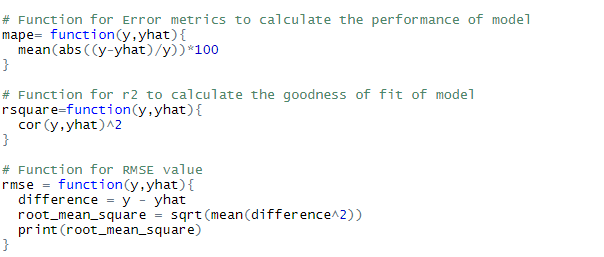 # Function for Error metrics to calculate the performance of model
mape= function(y,yhat){
  mean(abs((y-yhat)/y))*100
}
# Function for r2 to calculate the goodness of fit of model
rsquare=function(y,yhat){
  cor(y,yhat)^2
}
# Function for RMSE value
rmse = function(y,yhat){
  difference = y - yhat
  root_mean_square = sqrt(mean(difference^2))
  print(root_mean_square)
}